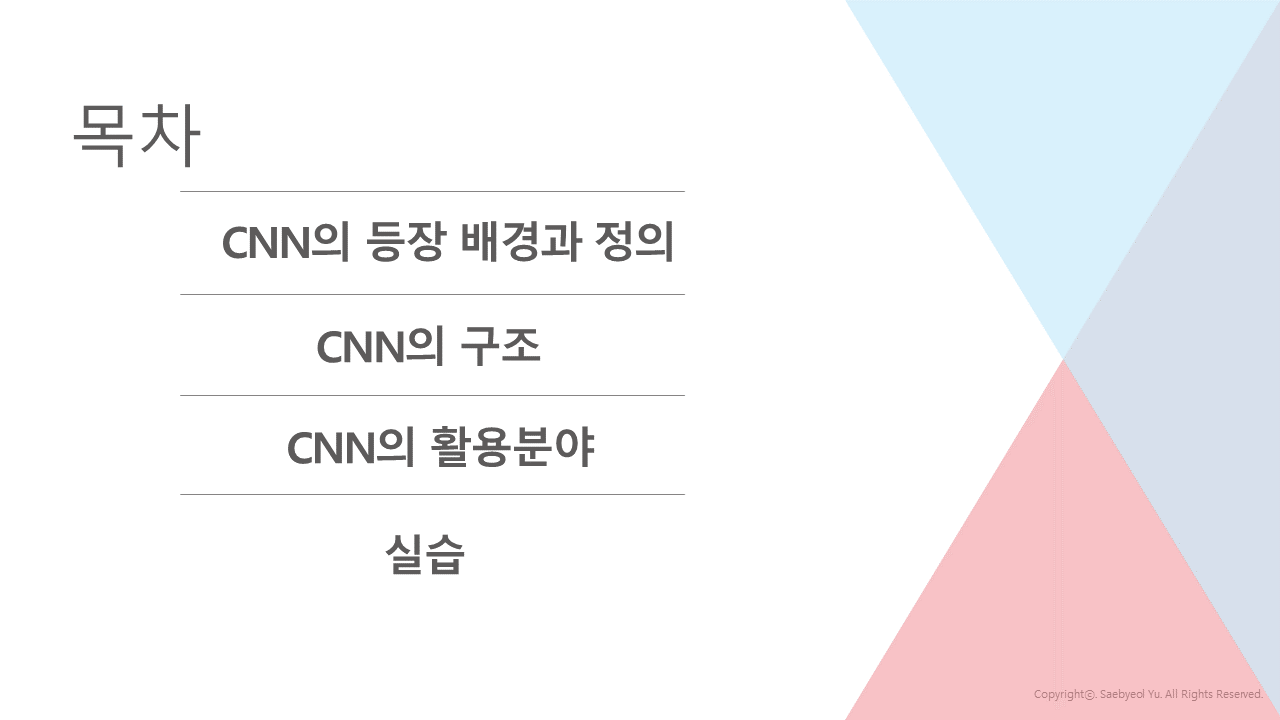 목차
CNN의 등장 배경과 정의
CNN의 구조
CNN의 활용분야
실습
Copyrightⓒ. Saebyeol Yu. All Rights Reserved.